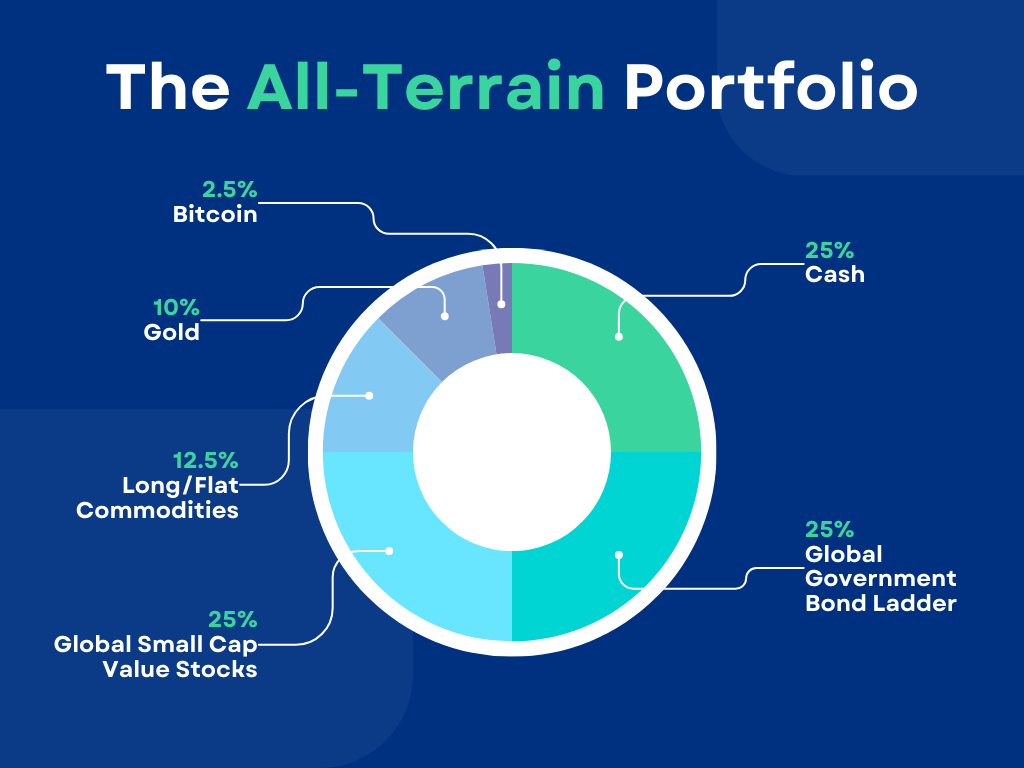 The All-Terrain Portfolio
2.5%
Bitcoin
25%
Cash
10%
Gold
12.5%
Long/Flat
Commodities
25%
Global
Government
Bond Ladder
25%
Global Small Cap
Value Stocks